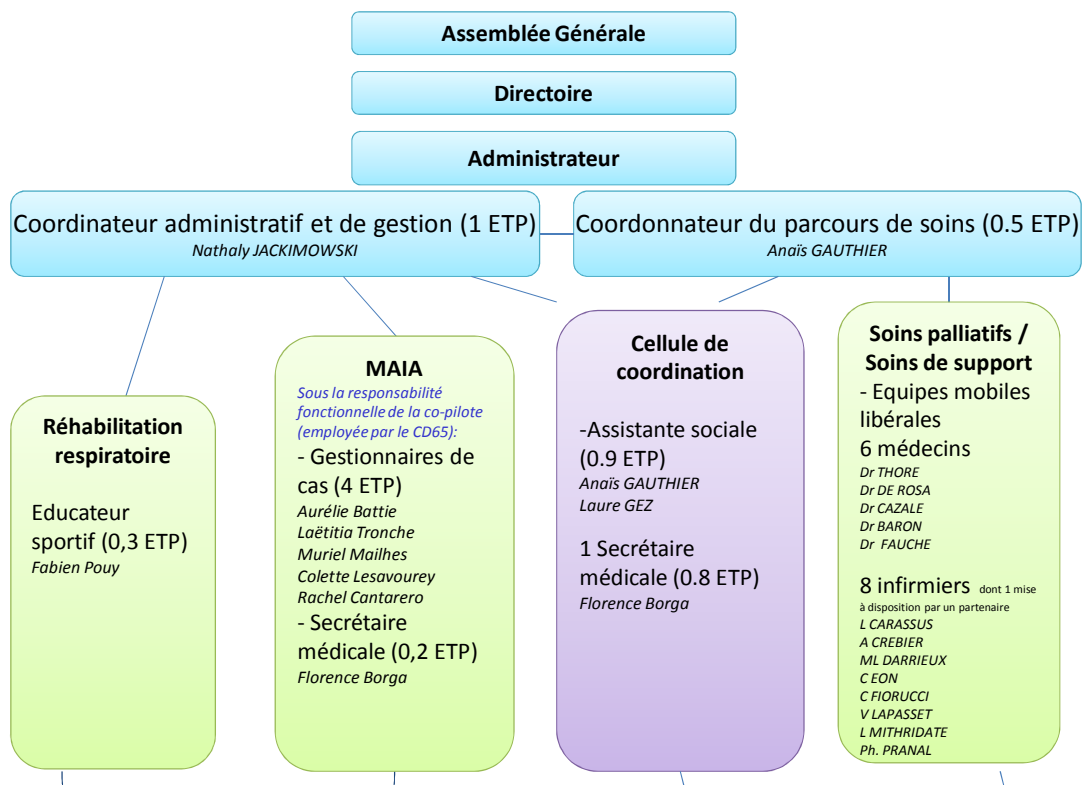 Assemblée Générale
Directoire
Administrateur
Coordinateur administratif et de gestion (1 ETP)
Nathaly JACKIMOWSKI
Coordonnateur du parcours de soins (0.5 ETP)
Anaïs GAUTHIER
Réhabilitation
respiratoire
Educateur
sportif (0,3 ETP)
Fabien Pouy
MAIA
Sous la responsabilité
fonctionnelle de la co-pilote
(employée par le CD65):
- Gestionnaires de
cas (4 ETP)
Aurélie Battie
Laëtitia Tronche
Muriel Mailhes
Colette Lesavourey
Rachel Cantarero
- Secrétaire
médicale (0,2 ETP)
Florence Borga
Cellule de
coordination
-Assistante sociale
(0.9 ETP)
Anaïs GAUTHIER
Laure GEZ
1 Secrétaire
médicale (0.8 ETP)
Florence Borga
Soins palliatifs /
Soins de support
- Equipes mobiles
libérales
6 médecins
Dr THORE
Dr DE ROSA
Dr CAZALE
Dr BARON
Dr FAUCHE
8 infirmiers dont 1 mise
à disposition par un partenaire
L CARASSUS
A CREBIER
ML DARRIEUX
C EON
C FIORUCCI
V LAPASSET
L MITHRIDATE
Ph. PRANAL